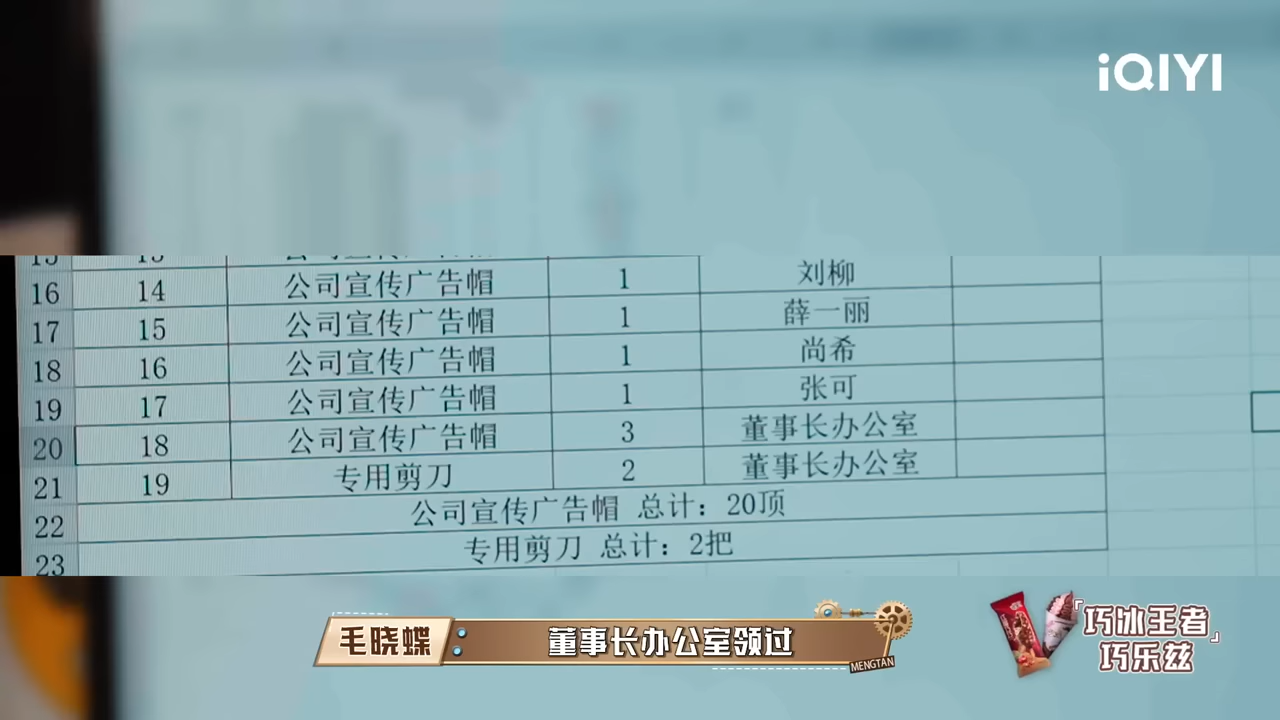 iQIYI
16 14 公司宣传广告帽 1 刘柳
17 15 公司宣传广告帽 1 薛一丽
18 16 公司宣传广告帽 1 尚希
19 17 公司宣传广告帽 1 张可
20 18 公司宣传广告帽 3 董事长办公室
21 19 专用剪刀 2 董事长办公室
22 公司宣传广告帽 总计：20顶
23 专用剪刀 总计：2把
毛晓蝶： 董事长办公室领过
MENGTAN
「巧冰王者
巧乐兹」